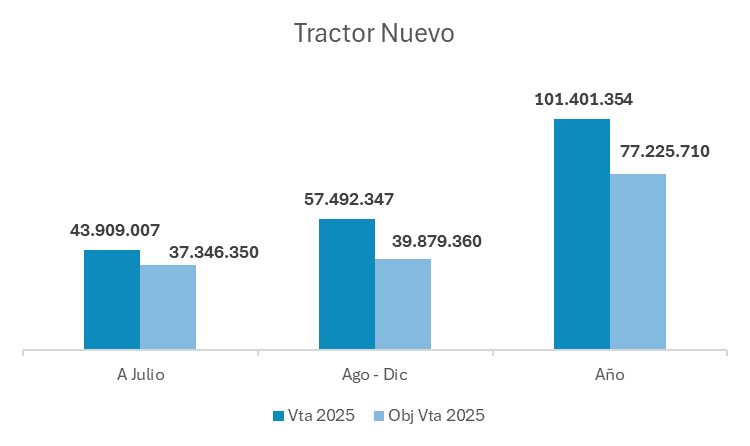 Tractor Nuevo
101.401.354
77.225.710
57.492.347
43.909.007
39.879.360
37.346.350
A Julio
Ago - Dic
Año
Vta 2025
Obj Vta 2025